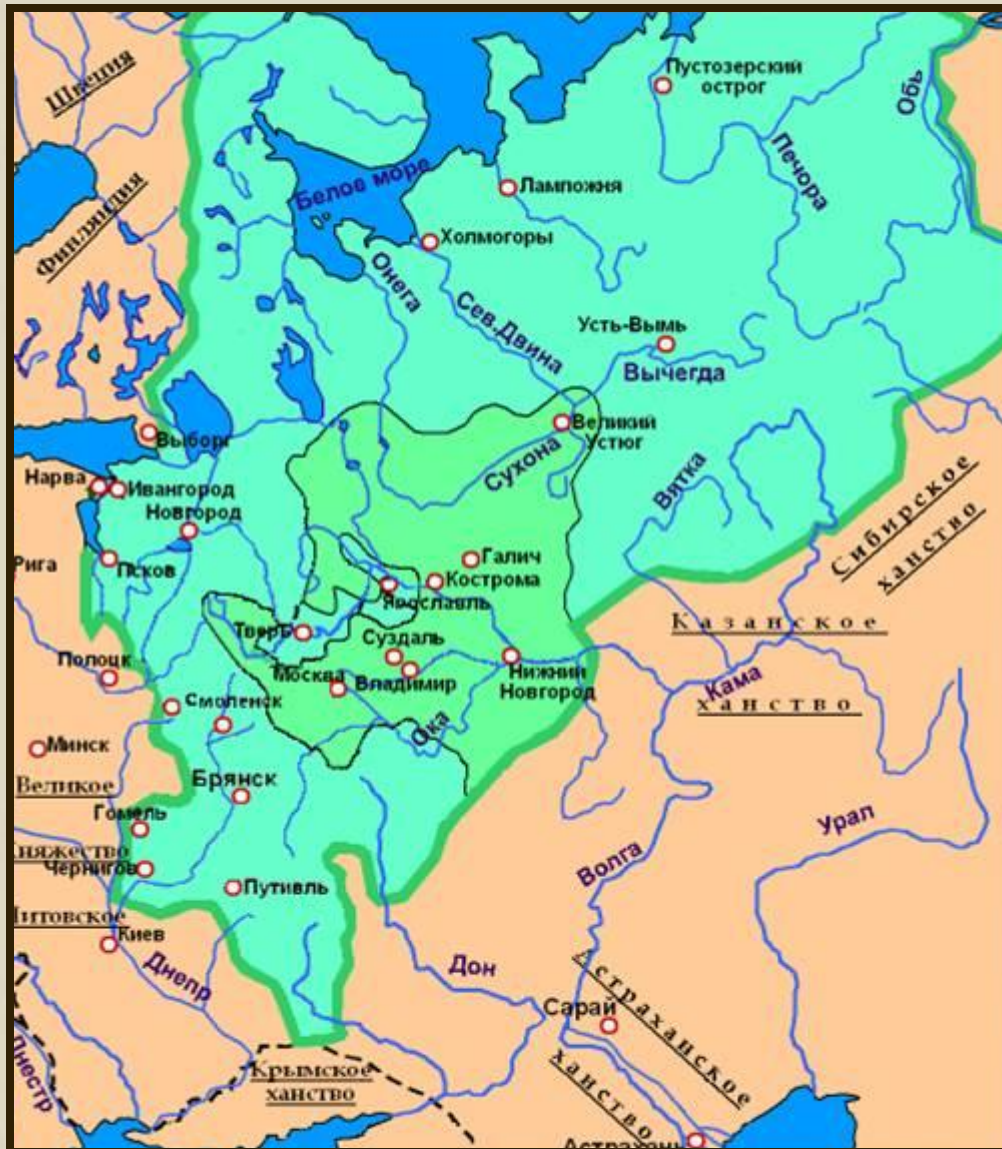 Швеция
Пустозерский
острог
Обь
Печора
Белое море
Лампожня
Финляндия
Холмогоры
Онега
Сев.Двина
Усть-Вымь
Вычегда
Великий
Устюг
Выборг
Сухона
Вятка
Нарва
Ивангород
Новгород
Сибирское
ханство
Рига
Псков
Галич
Кострома
Ярославль
Тверь
Суздаль
Казанское
Полоцк
Москва
Владимир
Нижний
Новгород
Кама
ханство
Смоленск
Ока
Минск
Великое
Брянск
Гомель
Урал
Княжество
Чернигов
Волга
Путивль
Литовское
Киев
Днепр
Дон
Астраханское
ханство
Сарай
Днестр
Крымское
ханство
Астрахань